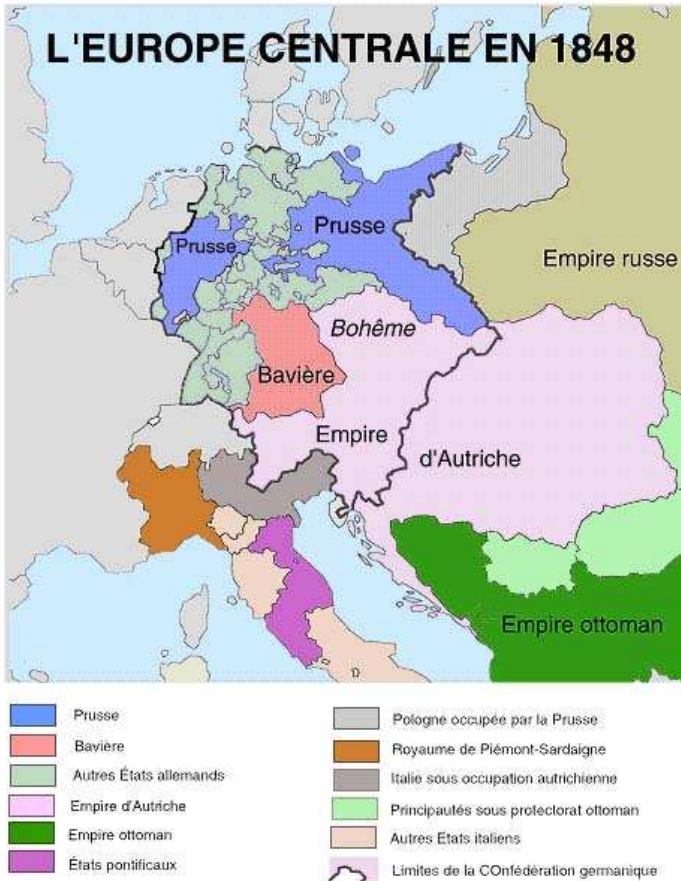 L'EUROPE CENTRALE EN 1848
Prusse
Prusse
Empire russe
Bohême
Bavière
Empire
d'Autriche
Empire ottoman
Prusse
Bavière
Autres États allemands
Empire d'Autriche
Empire ottoman
États pontificaux
Pologne occupée par la Prusse
Royaume de Piémont-Sardaigne
Italie sous occupation autrichienne
Principautés sous protectorat ottoman
Autres Etats italiens
Limites de la COnfédération germanique